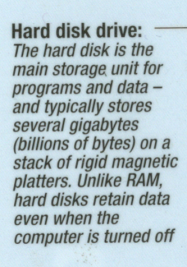 Hard disk drive:
The hard disk is the
main storage unit for
programs and data –
and typically stores
several gigabytes
(billions of bytes) on a
stack of rigid magnetic
platters. Unlike RAM,
hard disks retain data
even when the
computer is turned off